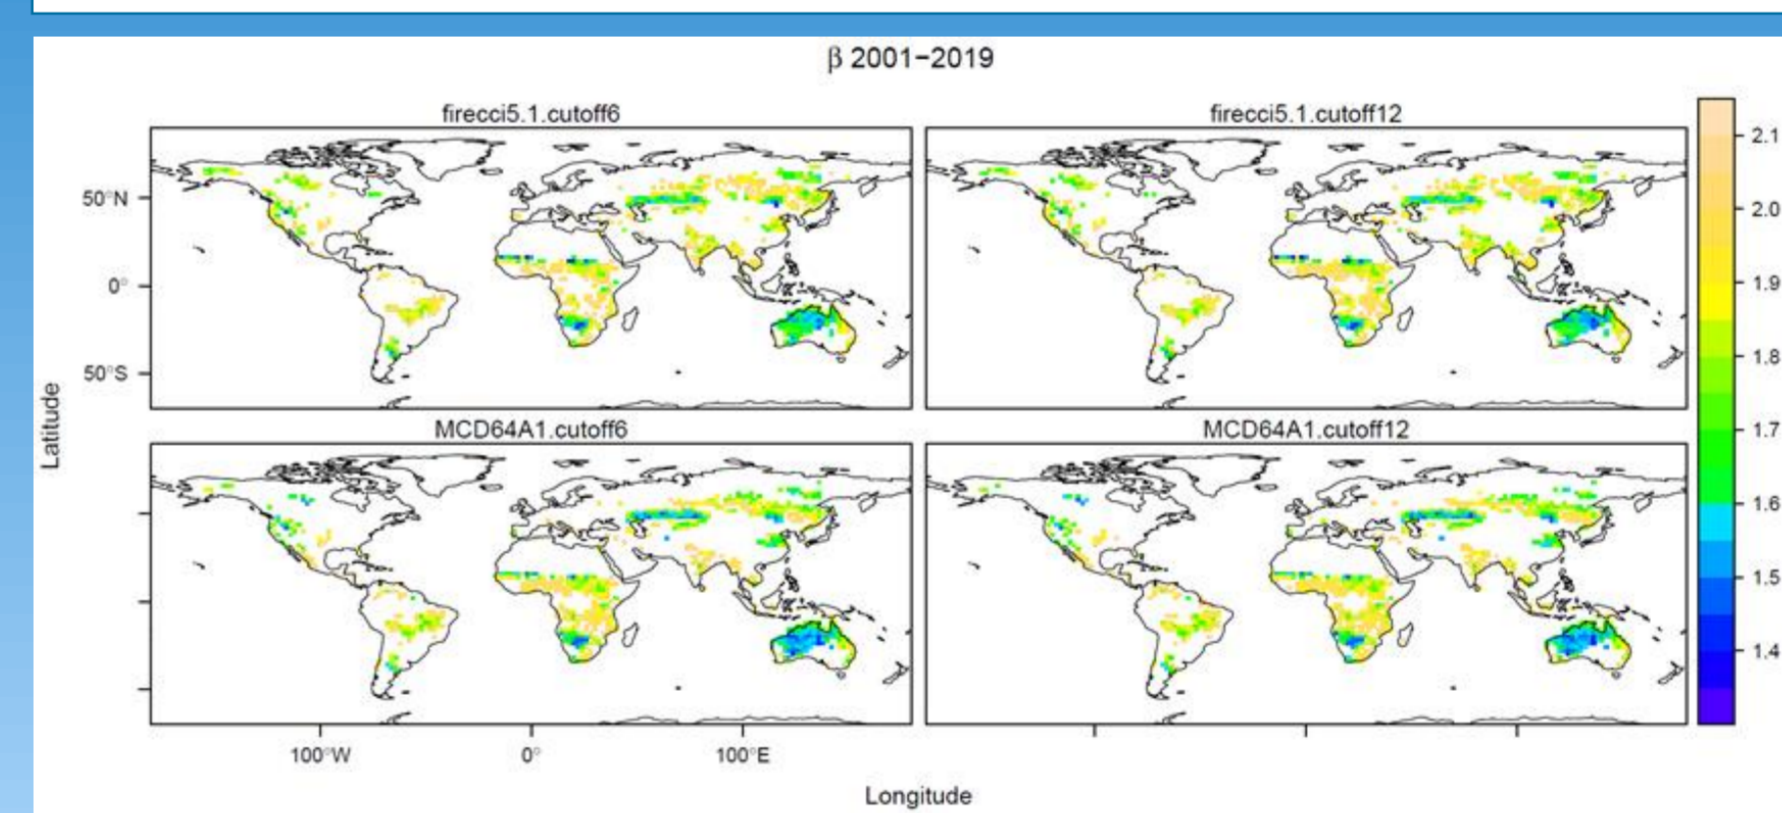 β 2001−2019
firecci5.1.cutoff6
firecci5.1.cutoff12
50°N
0°
50°S
MCD64A1.cutoff6
MCD64A1.cutoff12
Latitude
100°W
0°
100°E
Longitude
2.1
2.0
1.9
1.8
1.7
1.6
1.5
1.4